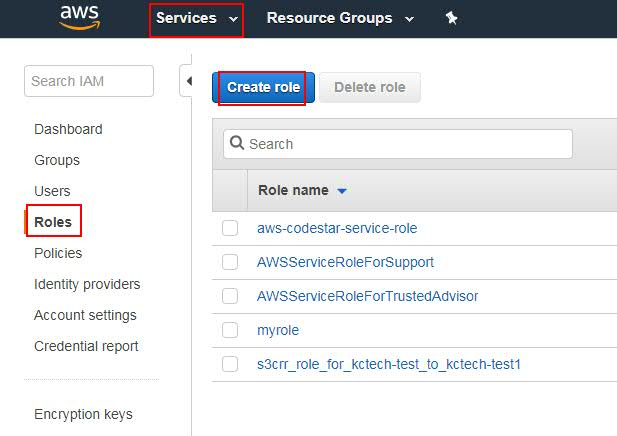 aws
Services
Resource Groups
Search IAM
Dashboard
Groups
Users
Roles
Policies
Identity providers
Account settings
Credential report
Encryption keys
Create role
Delete role
Search
Role name
aws-codestar-service-role
AWSServiceRoleForSupport
AWSServiceRoleForTrustedAdvisor
myrole
s3crr_role_for_kctech-test_to_kctech-test1